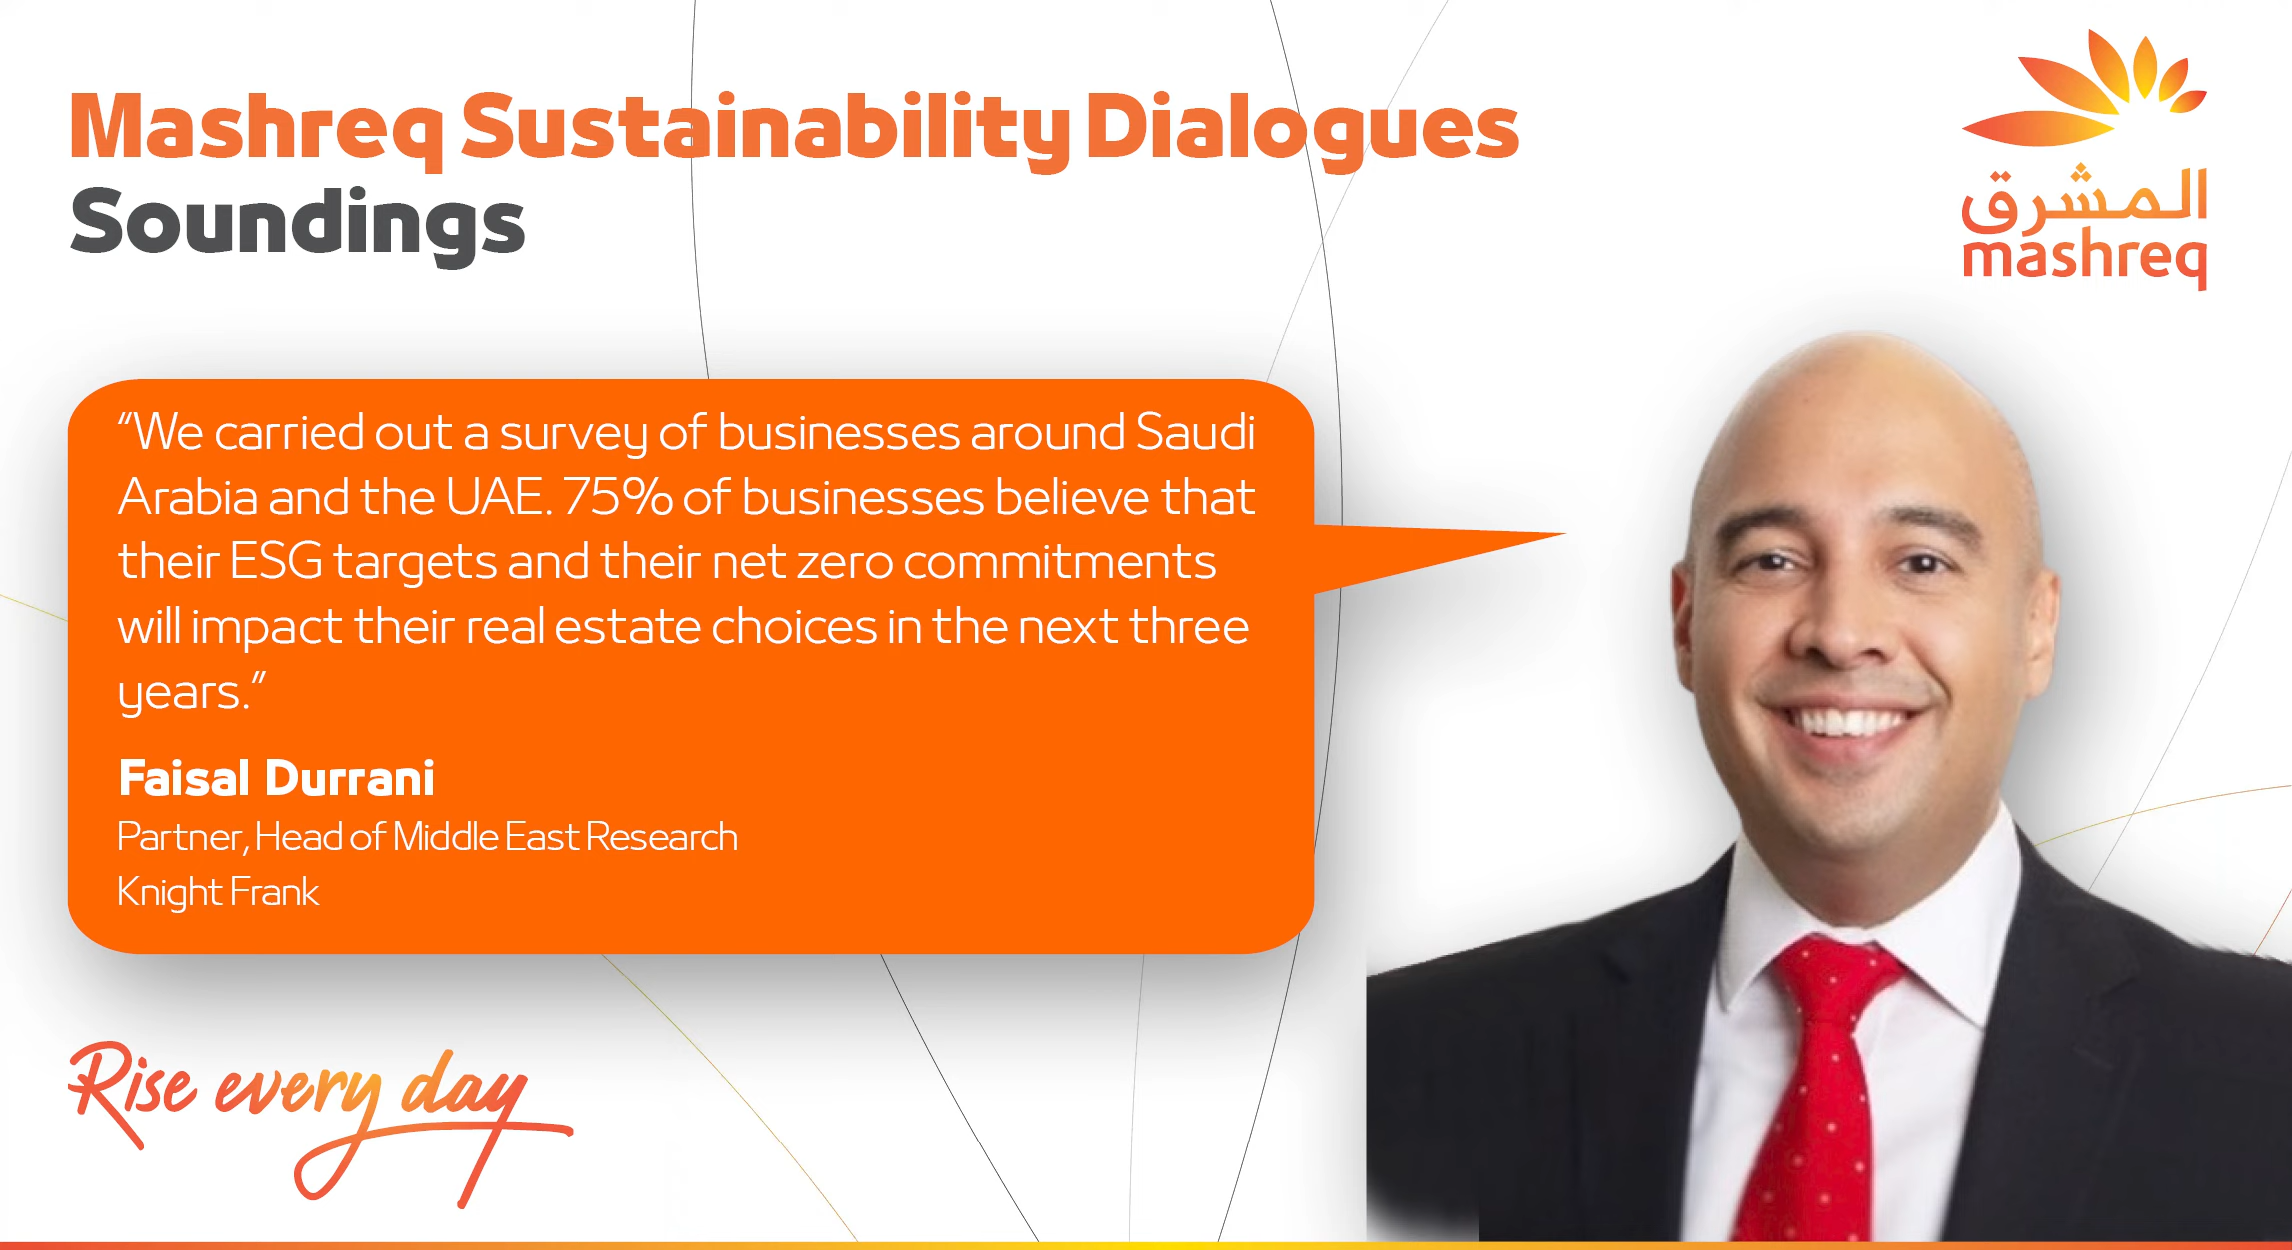 Mashreq Sustainability Dialogues
Soundings
المشرق
mashreq
“We carried out a survey of businesses around Saudi
Arabia and the UAE. 75% of businesses believe that
their ESG targets and their net zero commitments
will impact their real estate choices in the next three
years.”
Faisal Durrani
Partner, Head of Middle East Research
Knight Frank
Rise every day